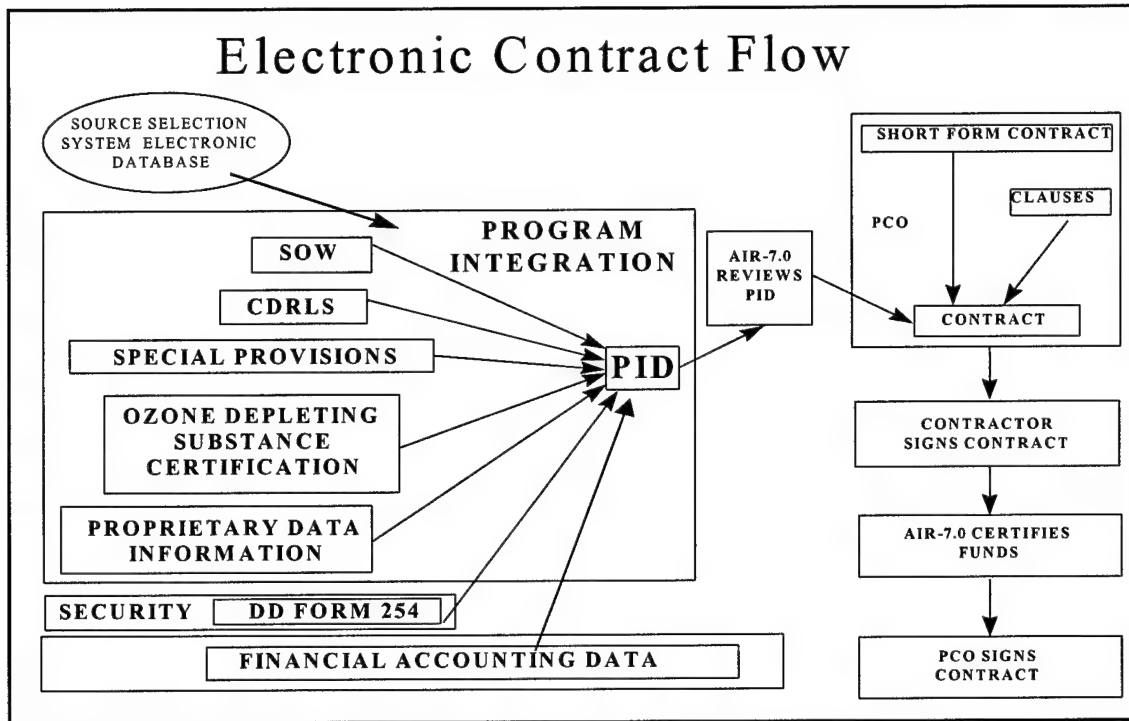 Electronic Contract Flow
SOURCE SELECTION
SYSTEM ELECTRONIC
DATABASE
PROGRAM
INTEGRATION
SOW
CDRLS
SPECIAL PROVISIONS
OZONE DEPLETING
SUBSTANCE
CERTIFICATION
PROPRIETARY DATA
INFORMATION
PID
SECURITY DD FORM 254
FINANCIAL ACCOUNTING DATA
AIR-7.0
REVIEWS
PID
SHORT FORM CONTRACT
CLAUSES
PCO
CONTRACT
CONTRACTOR
SIGNS CONTRACT
AIR-7.0 CERTIFIES
FUNDS
PCO SIGNS
CONTRACT